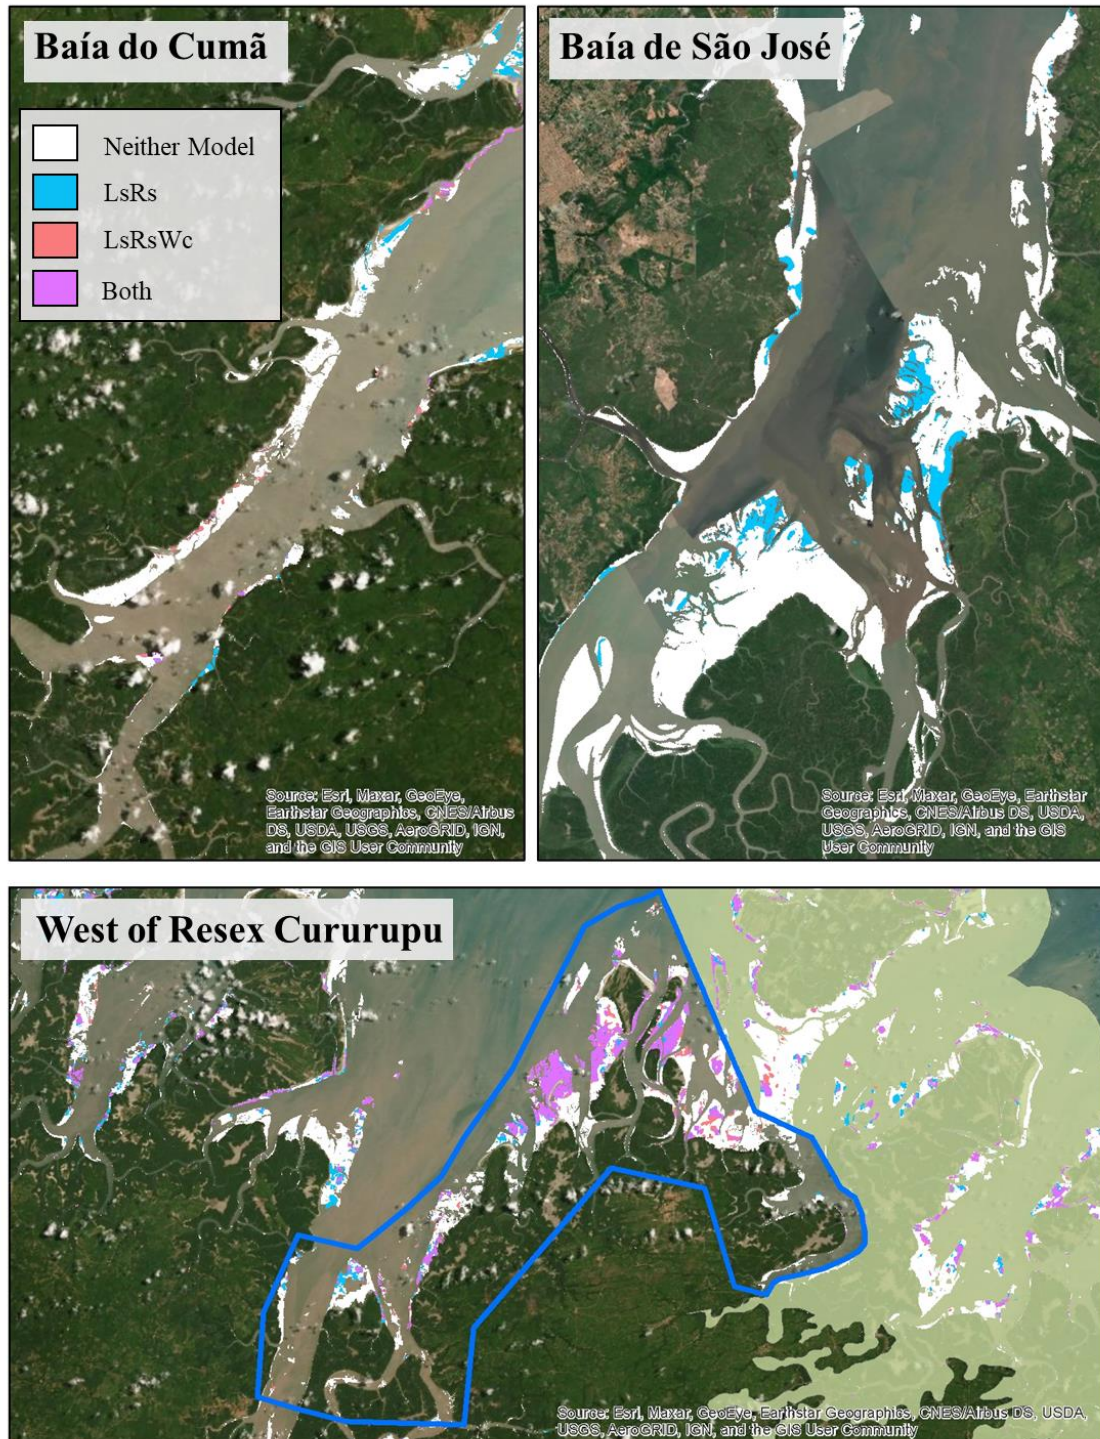 Baía do Cumã
Neither Model
LsRs
LsRsWc
Both
Source: Esri, Maxar, GeoEye,
Earthstar Geographics, CNES/Airbus
DS, USDA, USGS, AeroGRID, IGN,
and the GIS User Community
Baía de São José
Source: Esri, Maxar, GeoEye, Earthstar
Geographics, CNES/Airbus DS, USDA,
USGS, AeroGRID, IGN, and the GIS
User Community
West of Resex Cururupu
Source: Esri, Maxar, GeoEye, Earthstar Geographics, CNES/Airbus DS, USDA,
USGS, AeroGRID, IGN, and the GIS User Community